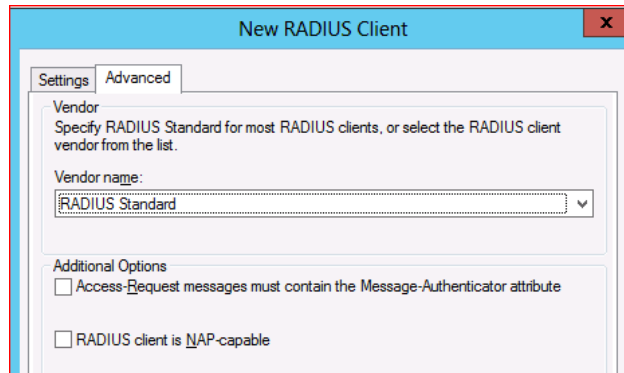 New RADIUS Client
x
Settings
Advanced
Vendor
Specify RADIUS Standard for most RADIUS clients, or select the RADIUS client
vendor from the list.
Vendor name:
RADIUS Standard
Additional Options
Access-Request messages must contain the Message-Authenticator attribute
RADIUS client is NAP-capable